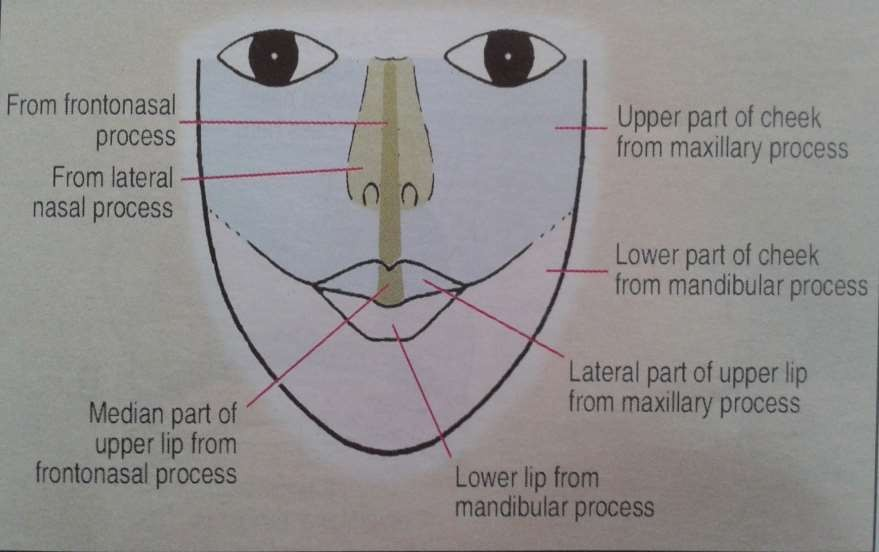 From frontonasal
process
From lateral
nasal process
Upper part of cheek
from maxillary process
Lower part of cheek
from mandibular process
Lateral part of upper lip
from maxillary process
Median part of
upper lip from
frontonasal process
Lower lip from
mandibular process